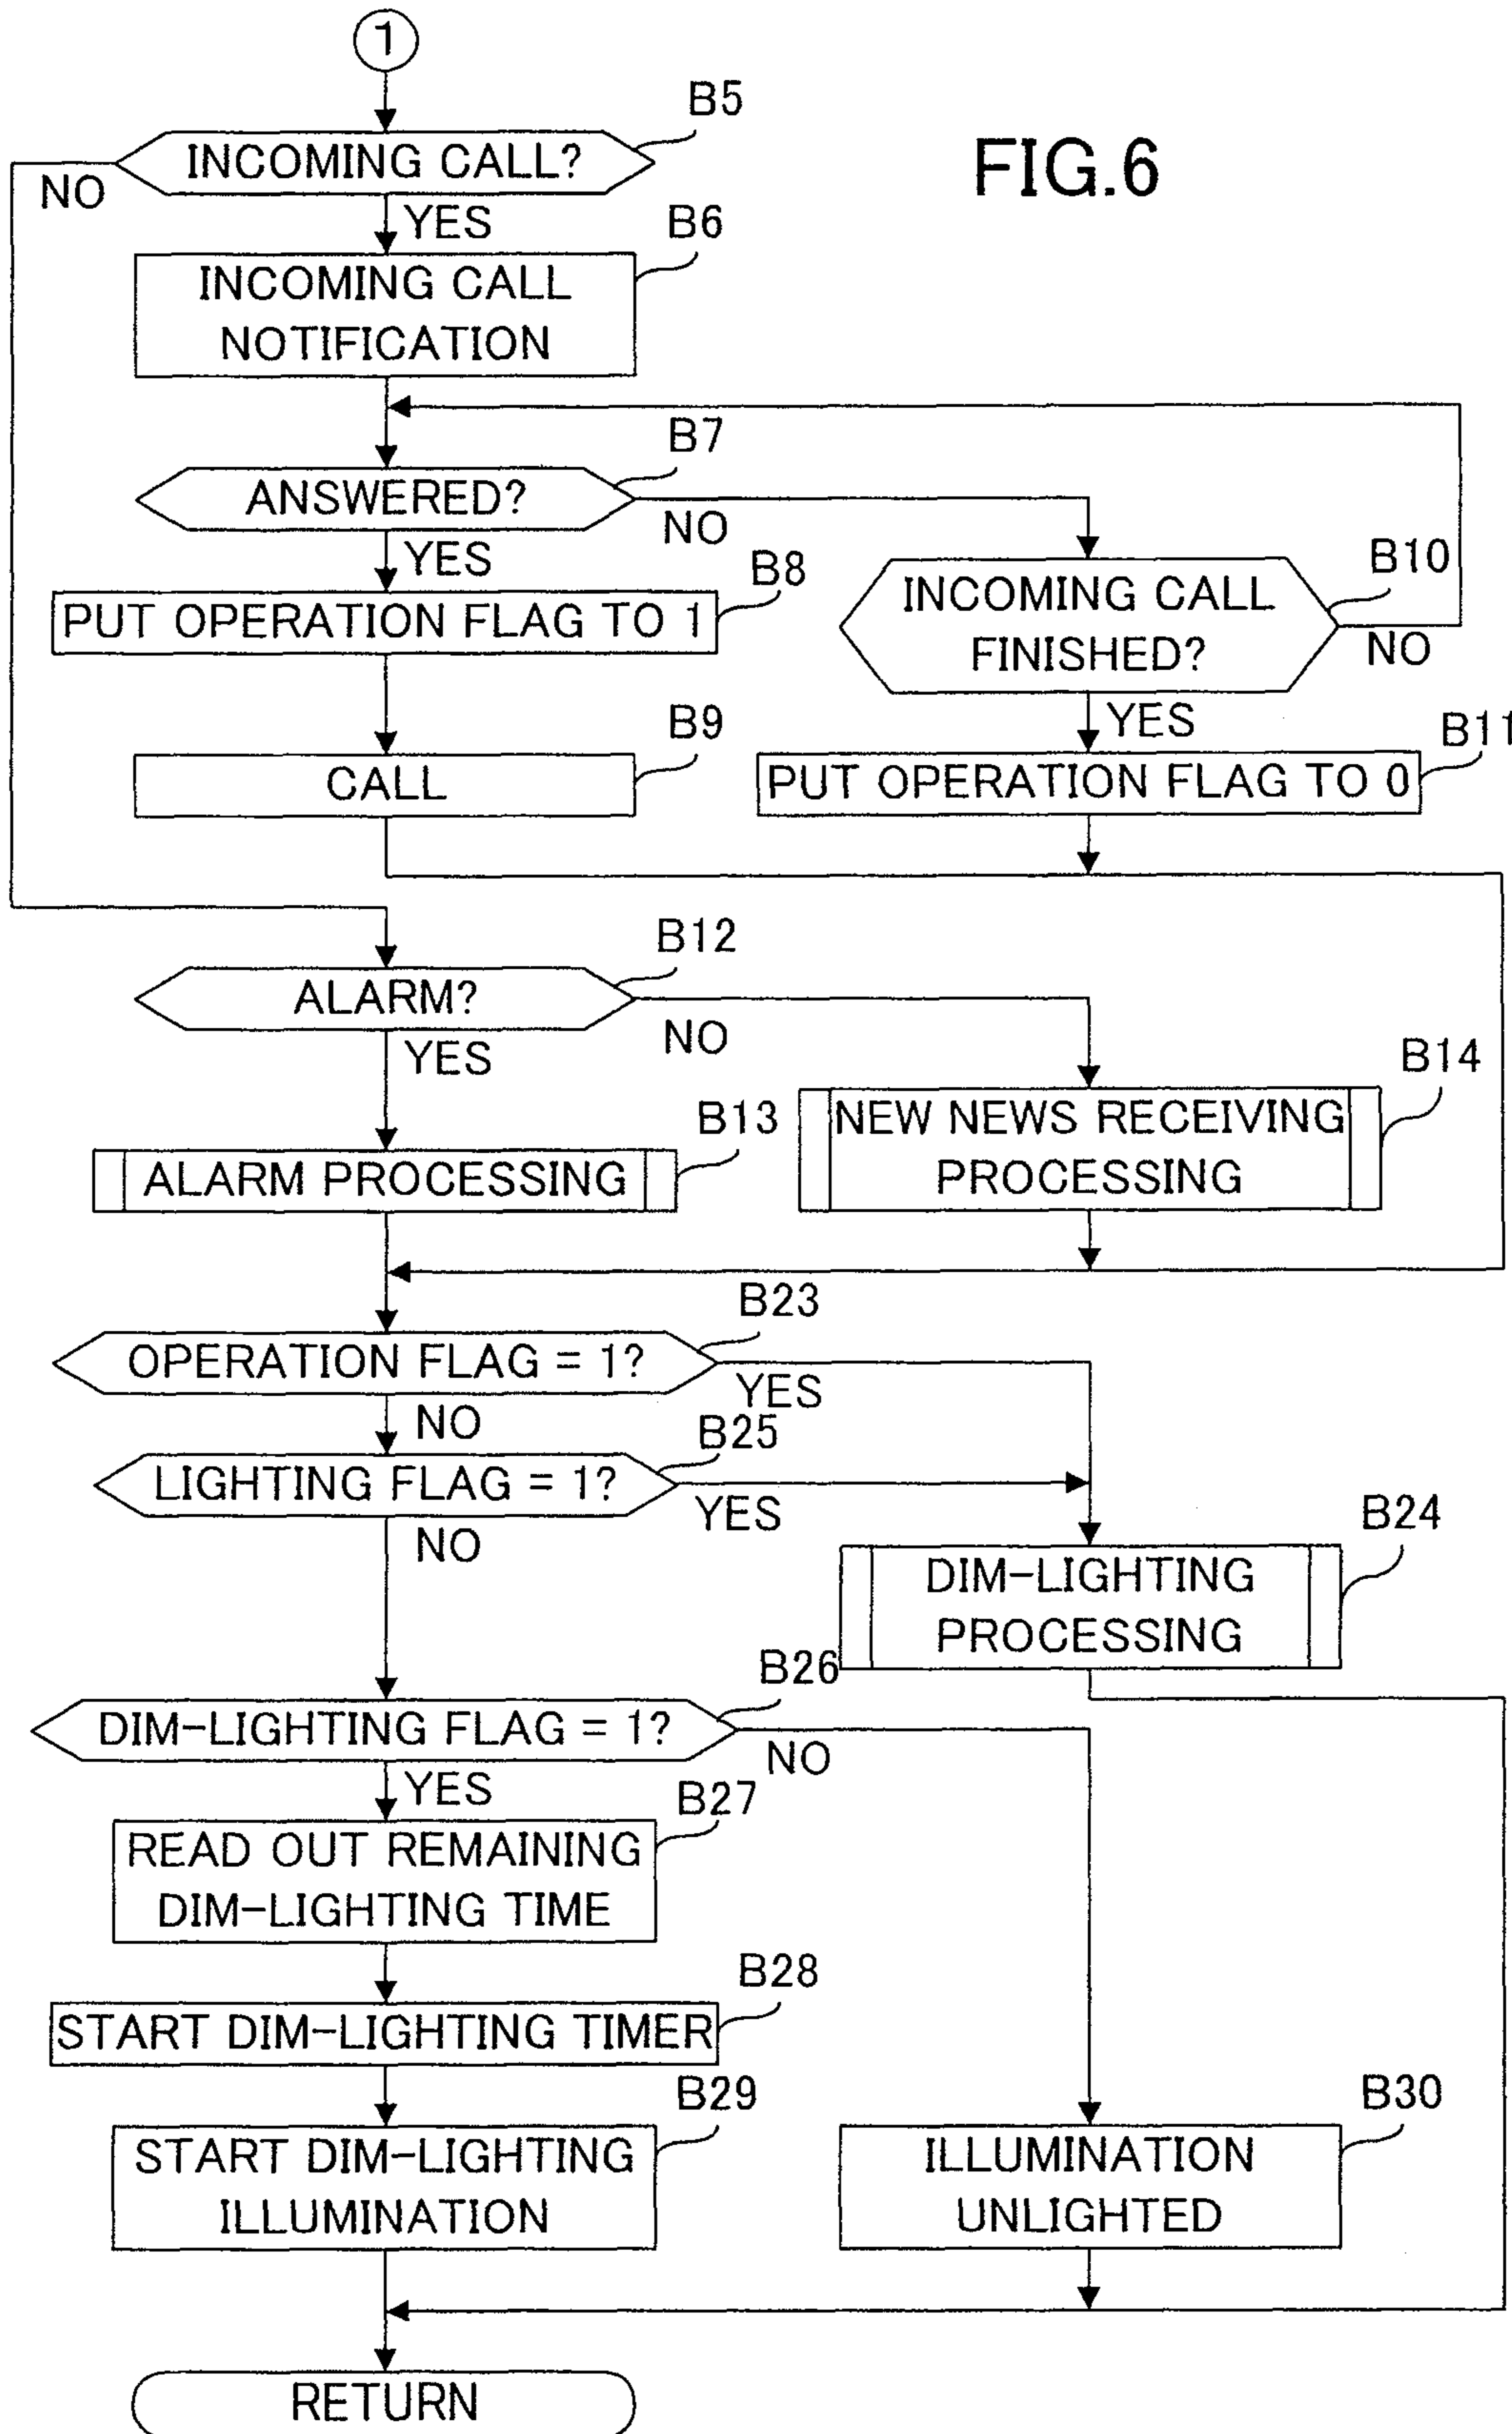 1
B5
FIG.6
INCOMING CALL?
NO
YES
B6
INCOMING CALL
NOTIFICATION
B7
ANSWERED?
NO
YES
B8
B10
PUT OPERATION FLAG TO 1
INCOMING CALL
FINISHED?
NO
B9
YES
B11
CALL
PUT OPERATION FLAG TO 0
B12
ALARM?
NO
YES
B14
B13
NEW NEWS RECEIVING
PROCESSING
ALARM PROCESSING
B23
OPERATION FLAG = 1?
YES
NO
B25
LIGHTING FLAG = 1?
YES
NO
B24
DIM-LIGHTING
PROCESSING
B26
DIM-LIGHTING FLAG = 1?
NO
YES
B27
READ OUT REMAINING
DIM-LIGHTING TIME
B28
START DIM-LIGHTING TIMER
B29
B30
START DIM-LIGHTING
ILLUMINATION
ILLUMINATION
UNLIGHTED
RETURN